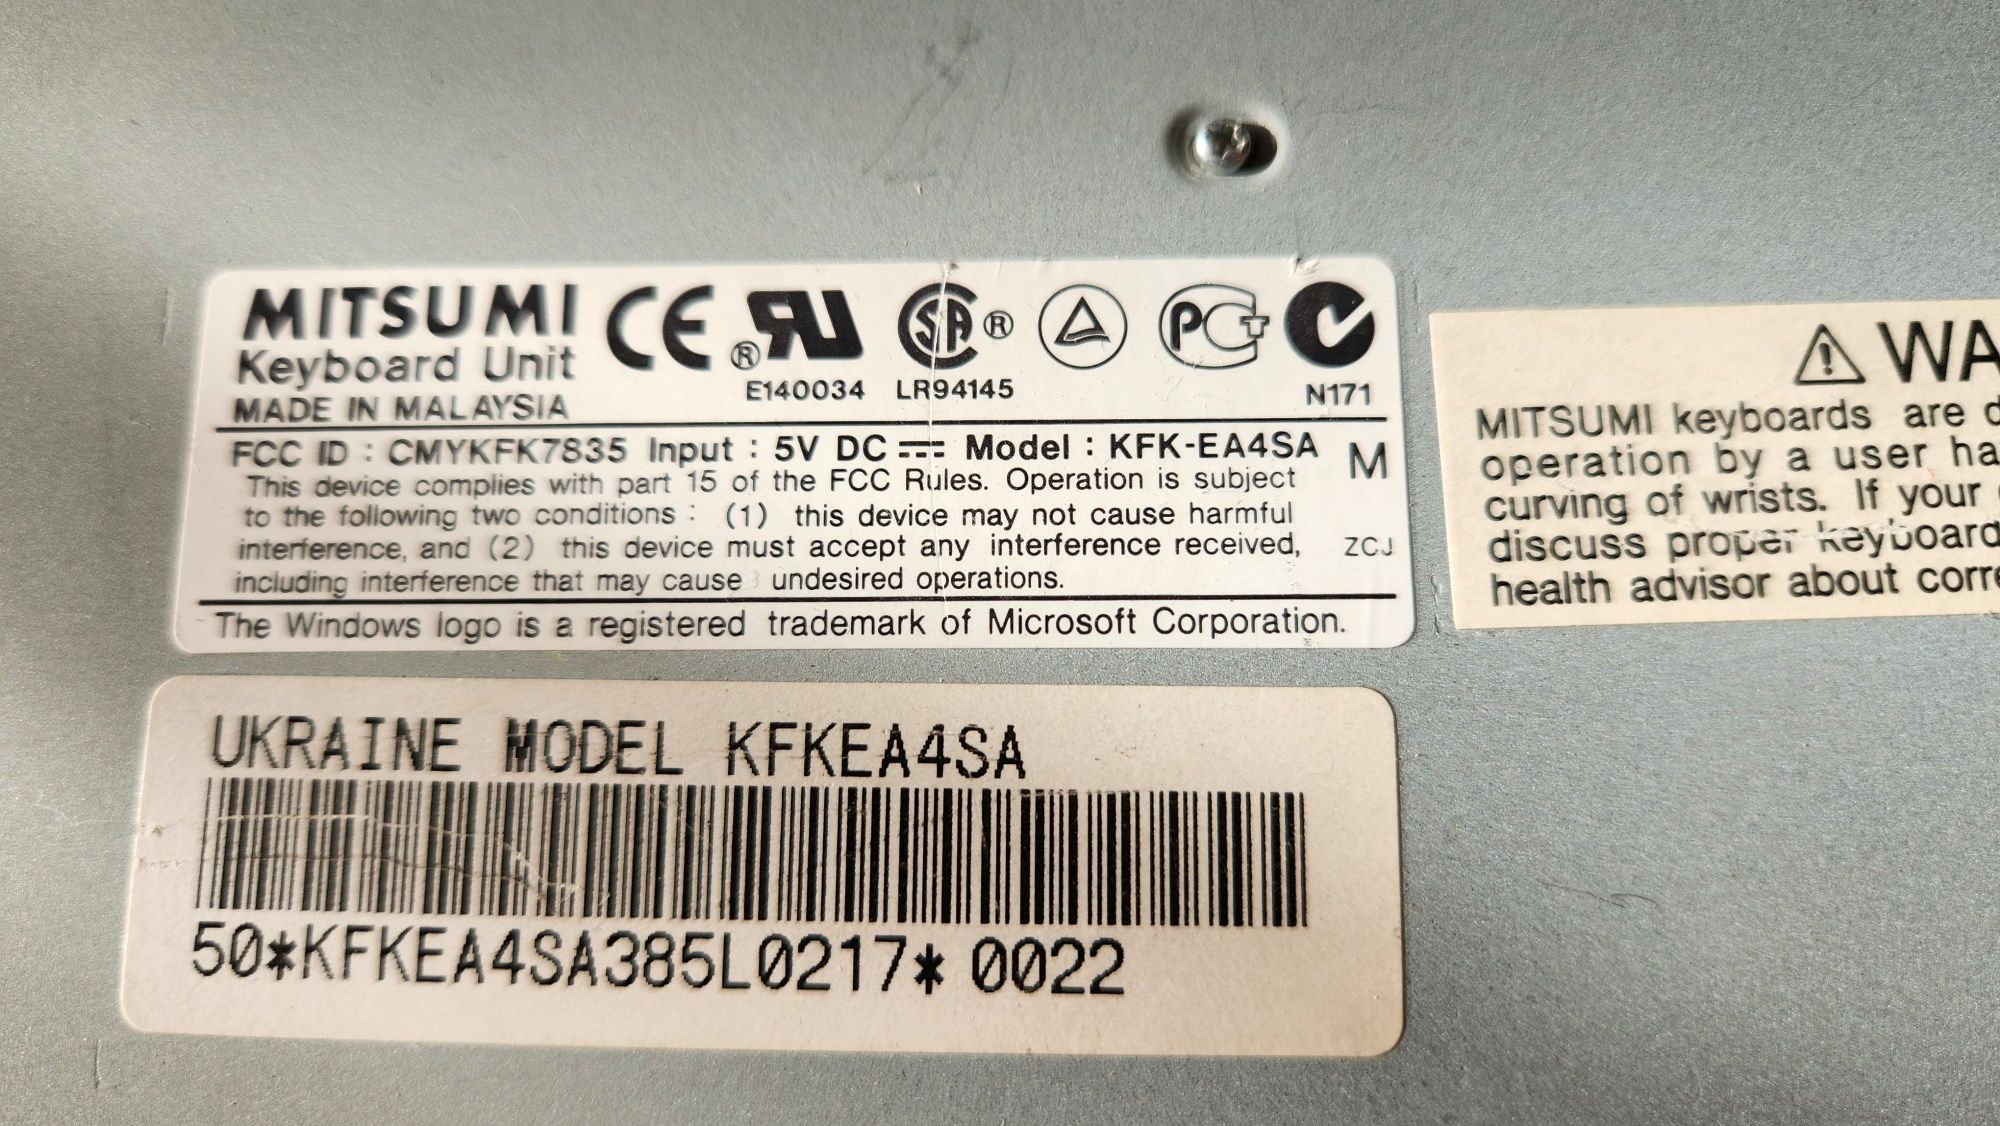 MITSUMI
Keyboard Unit
MADE IN MALAYSIA
CE
®
E140034
SA ®
LR94145
PCT
N171
FCC ID : CMYKFK7835 Input : 5V DC Model : KFK-EA4SA M
This device complies with part 15 of the FCC Rules. Operation is subject
to the following two conditions : (1) this device may not cause harmful
interference, and (2) this device must accept any interference received,
ZCJ
including interference that may cause undesired operations.
The Windows logo is a registered trademark of Microsoft Corporation.
UKRAINE MODEL KFKEA4SA
50*KFKEA4SA385L0217* 0022
WA
MITSUMI keyboards are d
operation by a user ha
curving of wrists. If your
discuss proper keyboard
health advisor about corre